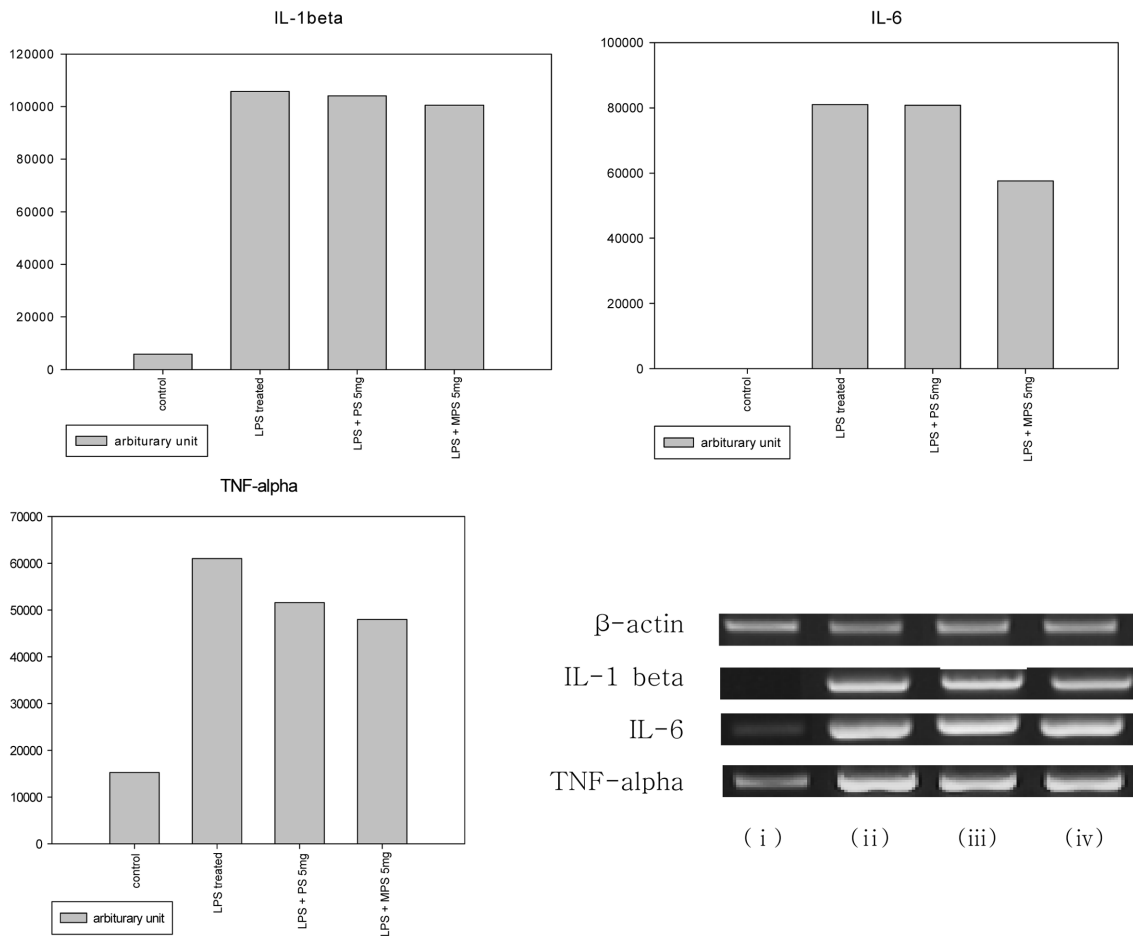 IL-1beta
120000
100000
80000
60000
40000
20000
0
control
LPS treated
LPS + PS 5mg
LPS + MPS 5mg
arbiturary unit
IL-6
100000
80000
60000
40000
20000
0
control
LPS treated
LPS + PS 5mg
LPS + MPS 5mg
arbiturary unit
TNF-alpha
70000
60000
50000
40000
30000
20000
10000
0
control
LPS treated
LPS + PS 5mg
LPS + MPS 5mg
arbiturary unit
β-actin
IL-1 beta
IL-6
TNF-alpha
(i) (ii) (iii) (iv)